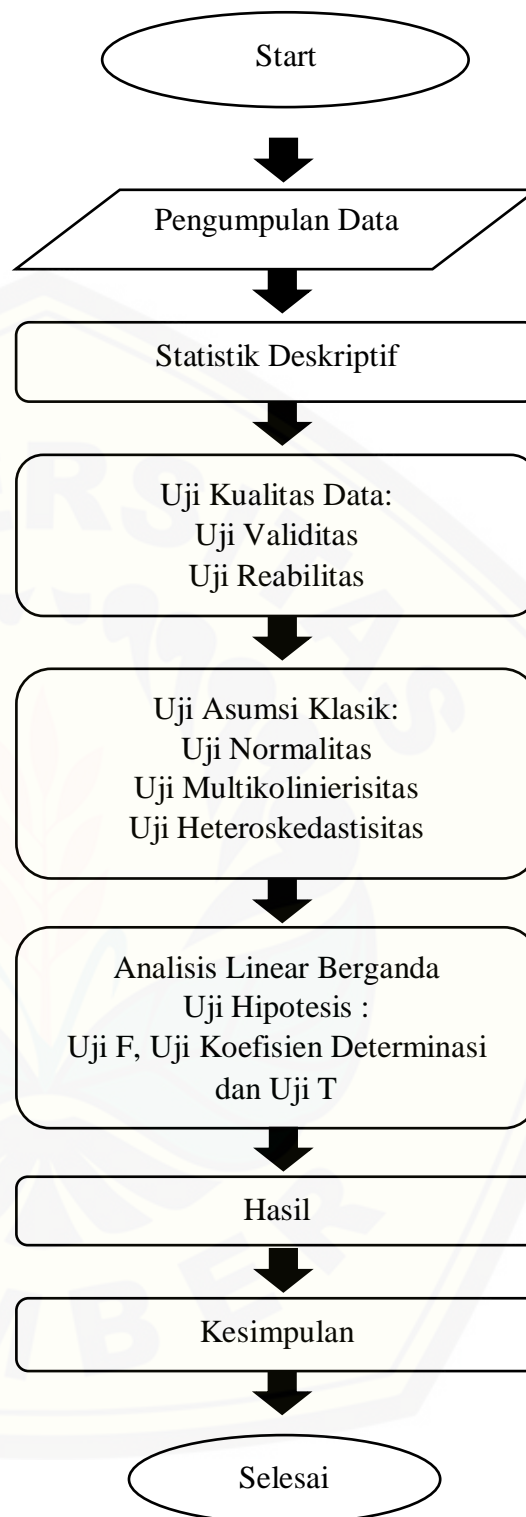 Start
Pengumpulan Data
Statistik Deskriptif
Uji Kualitas Data:
Uji Validitas
Uji Reabilitas
Uji Asumsi Klasik:
Uji Normalitas
Uji Multikolinierisitas
Uji Heteroskedastisitas
Analisis Linear Berganda
Uji Hipotesis :
Uji F, Uji Koefisien Determinasi
dan Uji T
Hasil
Kesimpulan
Selesai